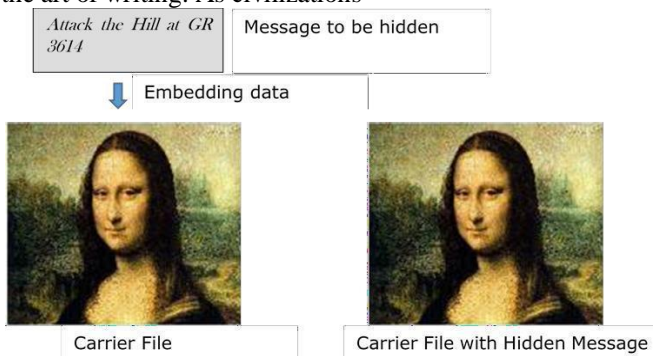 the art of writing. As civilizations
Attack the Hill at GR
3614
Message to be hidden
Embedding data
Carrier File
Carrier File with Hidden Message